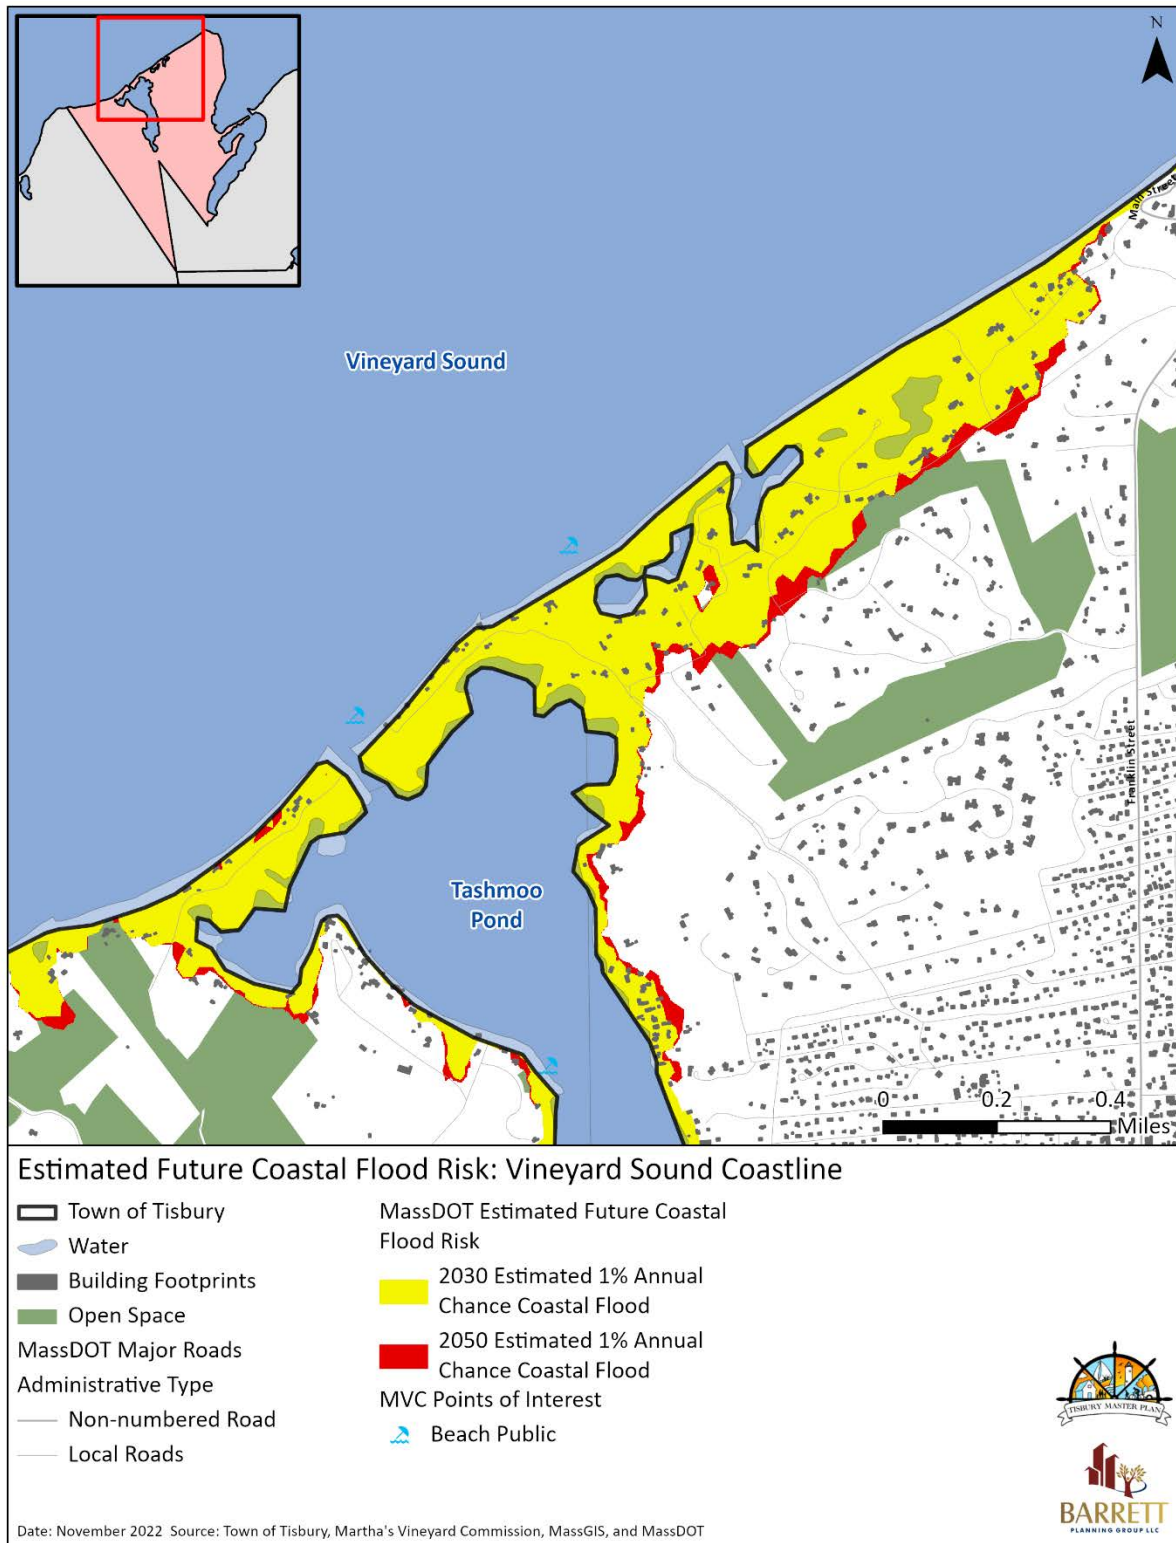 N
Main Street
Vineyard Sound
Franklin Street
Tashmoo
Pond
0 0.2 0.4
Miles
Estimated Future Coastal Flood Risk: Vineyard Sound Coastline
Town of Tisbury
Water
Building Footprints
Open Space
MassDOT Major Roads
Administrative Type
Non-numbered Road
Local Roads
MassDOT Estimated Future Coastal
Flood Risk
2030 Estimated 1% Annual
Chance Coastal Flood
2050 Estimated 1% Annual
Chance Coastal Flood
MVC Points of Interest
Beach Public
TISBURY MASTER PLAN
BARRETT
PLANNING GROUP LLC
Date: November 2022 Source: Town of Tisbury, Martha's Vineyard Commission, MassGIS, and MassDOT